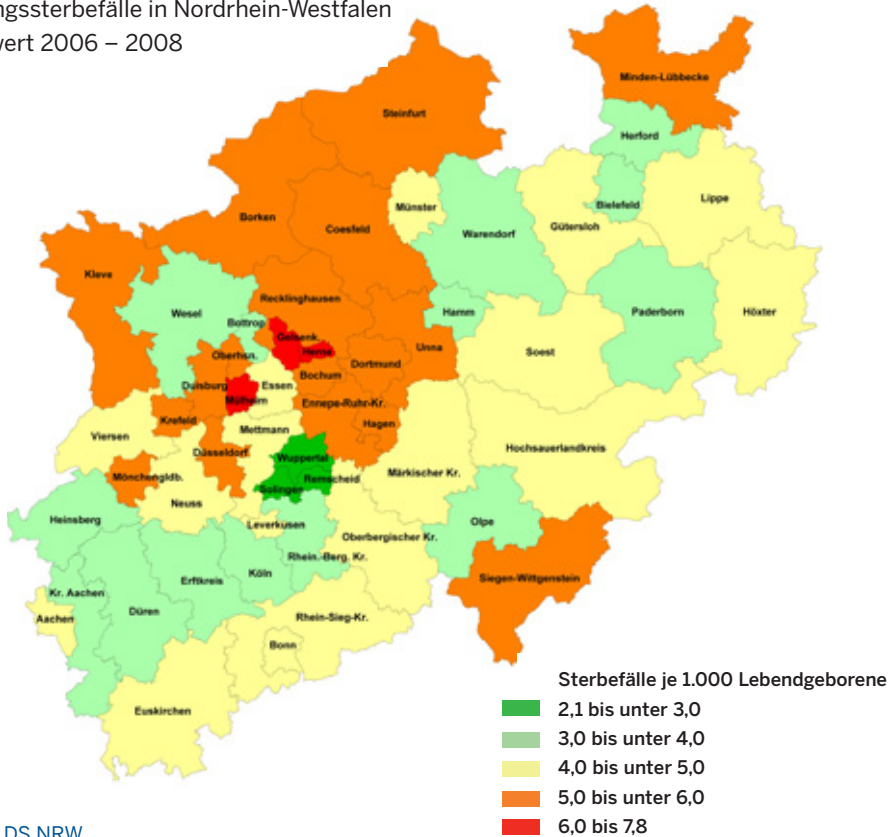 ngssterbefälle in Nordrhein-Westfalen
wert 2006 – 2008
Minden-Lübbecke
Steinfurt
Herford
Lippe
Bielefeld
Münster
Borken
Coesfeld
Warendorf
Gütersloh
Kleve
Recklinghausen
Wesel
Hamm
Paderborn
Höxter
Bottrop
Gelsenk.
Herne
Unna
Soest
Oberhsn.
Dortmund
Bochum
Duisburg
Essen
Mülheim
Ennepe-Ruhr-Kr.
Krefeld
Hagen
Mettmann
Viersen
Hochsauerlandkreis
Düsseldorf
Wuppertal
Märkischer Kr.
Mönchengldb.
Remscheid
Solingen
Neuss
Heinsberg
Leverkusen
Olpe
Oberbergischer Kr.
Rhein.-Berg. Kr.
Köln
Siegen-Wittgenstein
Erftkreis
Kr. Aachen
Düren
Aachen
Rhein-Sieg-Kr.
Bonn
Euskirchen
Sterbefälle je 1.000 Lebendgeborene
2,1 bis unter 3,0
3,0 bis unter 4,0
4,0 bis unter 5,0
5,0 bis unter 6,0
6,0 bis 7,8
DS NRW